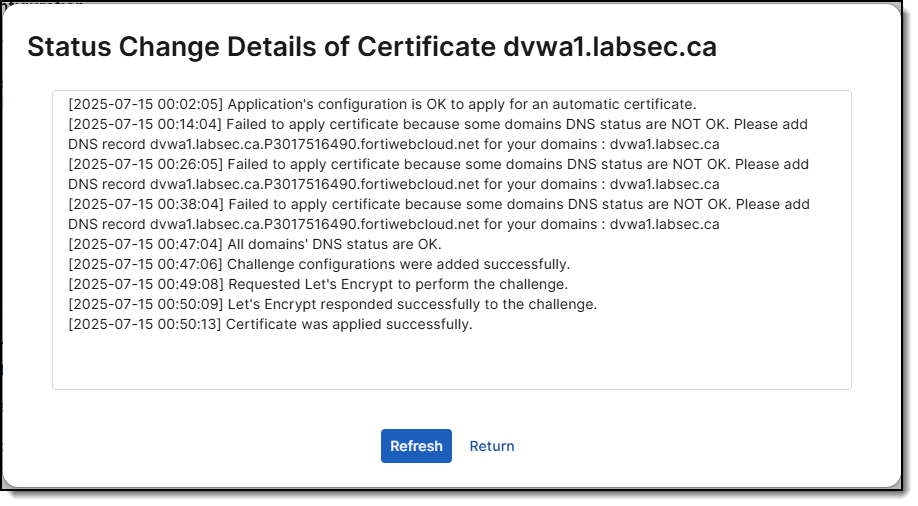 Status Change Details of Certificate dvwa1.labsec.ca
[2025-07-15 00:02:05] Application's configuration is OK to apply for an automatic certificate.
[2025-07-15 00:14:04] Failed to apply certificate because some domains DNS status are NOT OK. Please add
DNS record dvwa1.labsec.ca.P3017516490.fortiwebcloud.net for your domains : dvwa1.labsec.ca
[2025-07-15 00:26:05] Failed to apply certificate because some domains DNS status are NOT OK. Please add
DNS record dvwa1.labsec.ca.P3017516490.fortiwebcloud.net for your domains : dvwa1.labsec.ca
[2025-07-15 00:38:04] Failed to apply certificate because some domains DNS status are NOT OK. Please add
DNS record dvwa1.labsec.ca.P3017516490.fortiwebcloud.net for your domains : dvwa1.labsec.ca
[2025-07-15 00:47:04] All domains' DNS status are OK.
[2025-07-15 00:47:06] Challenge configurations were added successfully.
[2025-07-15 00:49:08] Requested Let's Encrypt to perform the challenge.
[2025-07-15 00:50:09] Let's Encrypt responded successfully to the challenge.
[2025-07-15 00:50:13] Certificate was applied successfully.
Refresh Return